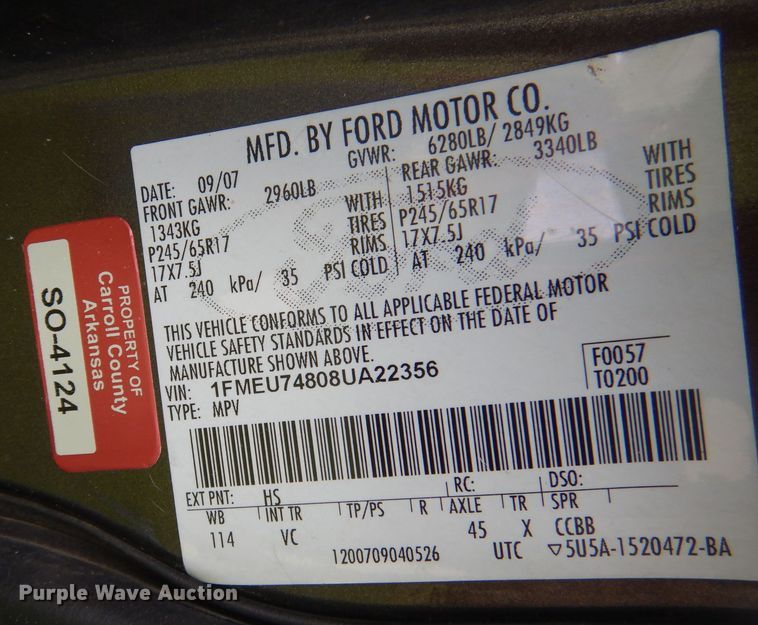 MFD. BY FORD MOTOR CO.
DATE: 09/07 GVWR: 6280LB/ 2849KG
FRONT GAWR: 2960LB REAR GAWR: 3340LB
1343KG WITH 1515KG WITH
P245/65R17 TIRES P245/65R17 TIRES
17X7.5J RIMS 17X7.5J RIMS
AT 240 kPa/ 35 PSI COLD AT 240 kPa/ 35 PSI COLD
THIS VEHICLE CONFORMS TO ALL APPLICABLE FEDERAL MOTOR
VEHICLE SAFETY STANDARDS IN EFFECT ON THE DATE OF
MANUFACTURE SHOWN ABOVE.
VIN: 1FMEU74808UA22356
TYPE: MPV
F0057
T0200
EXT PNT: HS RC: DSO:
WB INT TR TP/PS R AXLE TR SPR
114 VC 45 X CCBB
1200709040526 UTC ▽5U5A-1520472-BA
PROPERTY OF
Carroll County
Arkansas
SO-4124
Purple Wave Auction